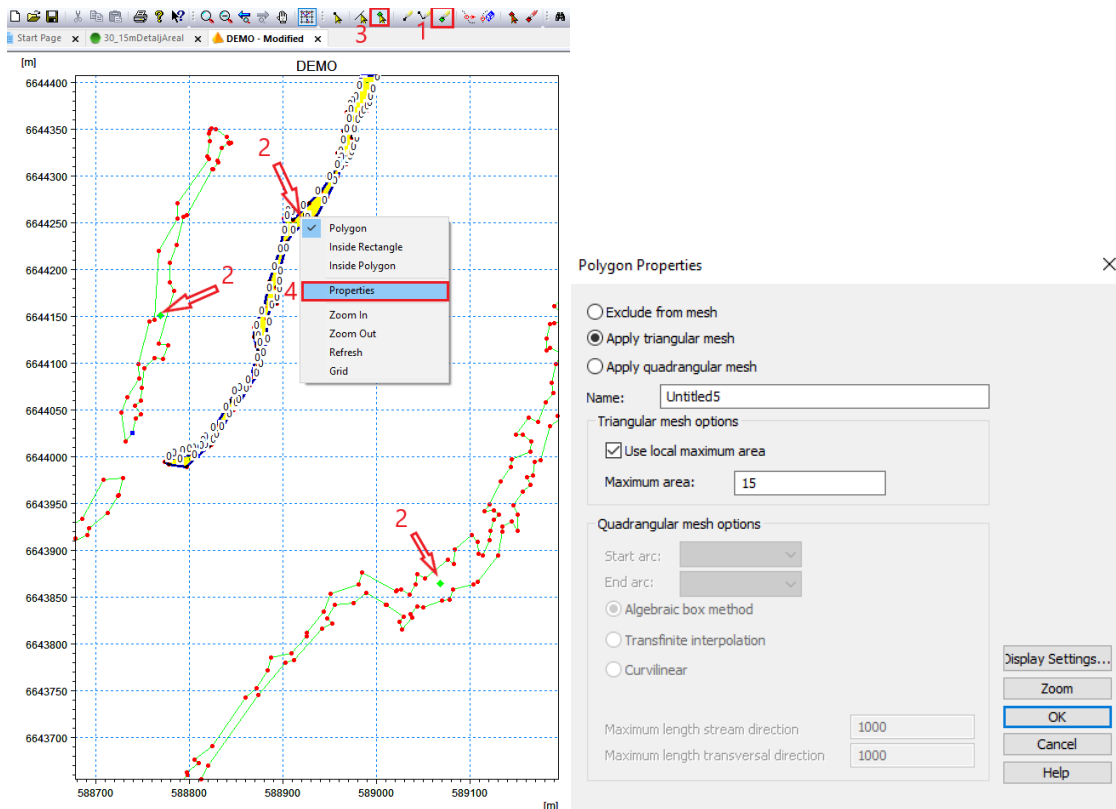 3
1
Start Page x 30_15mDetaljAreal x DEMO - Modified x
[m]
DEMO
6644400
6644350
6644300
6644250
6644200
6644150
6644100
6644050
6644000
6643950
6643900
6643850
6643800
6643750
6643700
588700 588800 588900 589000 589100
[m]
2
2
2
4
Polygon
Inside Rectangle
Inside Polygon
Properties
Zoom In
Zoom Out
Refresh
Grid
Polygon Properties
Exclude from mesh
Apply triangular mesh
Apply quadrangular mesh
Name: Untitled5
Triangular mesh options
Use local maximum area
Maximum area: 15
Quadrangular mesh options
Start arc:
End arc:
Algebraic box method
Transfinite interpolation
Curvilinear
Maximum length stream direction 1000
Maximum length transversal direction 1000
Display Settings...
Zoom
OK
Cancel
Help